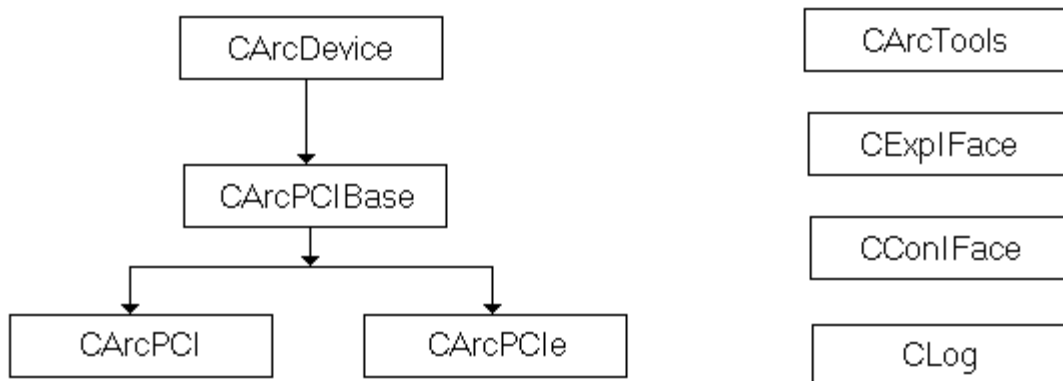 CArcDevice
CArcPCIBase
CArcPCI
CArcPCIe
CArcTools
CExpIFace
CConIFace
CLog